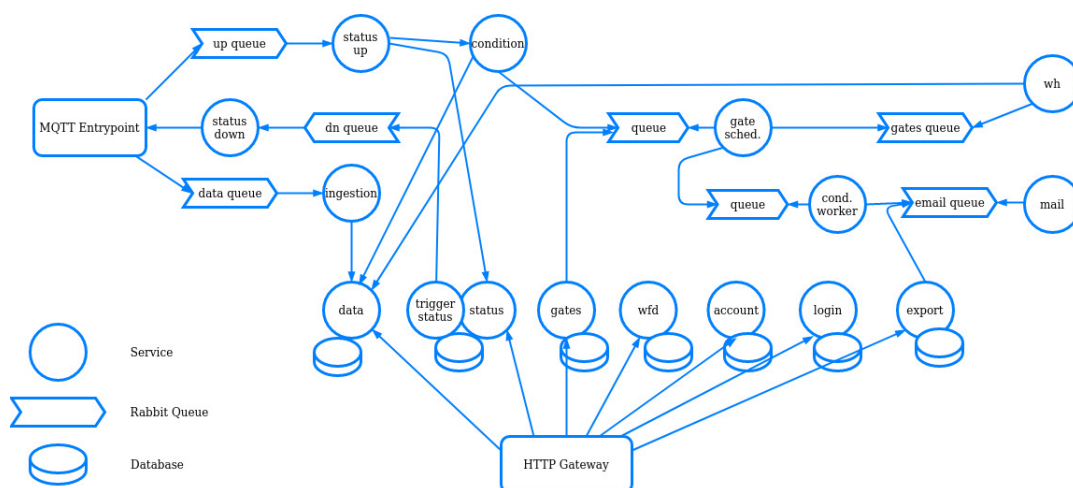 up queue
status
up
condition
wh
MQTT Entrypoint
status
down
dn queue
queue
gate
sched.
gates queue
data queue
ingestion
queue
cond.
worker
email queue
mail
data
trigger
status
status
gates
wfd
account
login
export
Service
Rabbit Queue
Database
HTTP Gateway